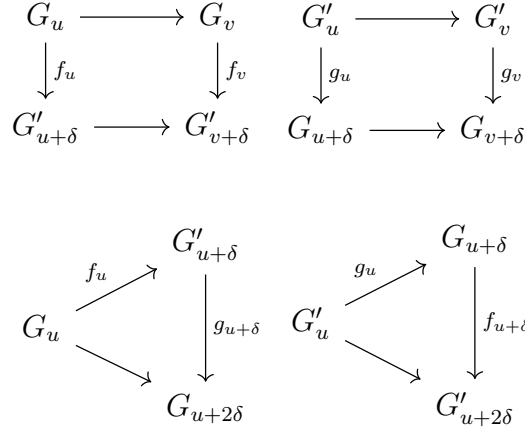 G_u G_v G'_u G'_v
f_u f_v g_u g_v
G'_{u+δ} G'_{v+δ} G_{u+δ} G_{v+δ}
G'_{u+δ} G_{u+δ}
f_u g_u
G_u g_{u+δ} G'_u f_{u+δ}
G_{u+2δ} G'_{u+2δ}